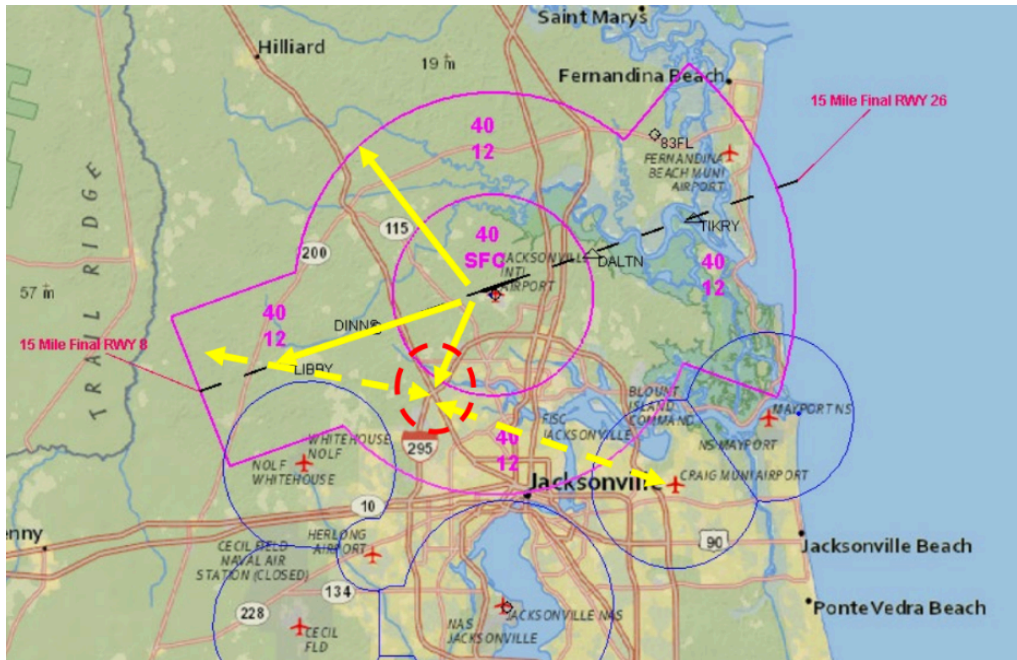 Saint Marys
Hilliard
19 m
Fernandina Beach
15 Mile Final RWY 26
40
12
83FL
FERNANDINA
BEACH MUNI
AIRPORT
TRAIL RIDGE
115
200
40
SFC
JACKSONVILLE
INTL
AIRPORT
TIKRY
DALTN
40
12
57 m
40
12
DINNS
15 Mile Final RWY 8
LIBBY
BLOUNT
ISLAND
COMMAND
MAYPORT NS
NS MAYPORT
FISC
JACKSONVILLE
40
12
295
WHITEHOUSE
NOLF
NOLF
WHITEHOUSE
CRAIG MUNI AIRPORT
Jacksonville
10
enny
HERLONG
AIRPORT
CECIL FIELD
NAVAL AIR
STATION (CLOSED)
90
Jacksonville Beach
134
228
CECIL
FLD
NAS
JACKSONVILLE
JACKSONVILLE NAS
Ponte Vedra Beach